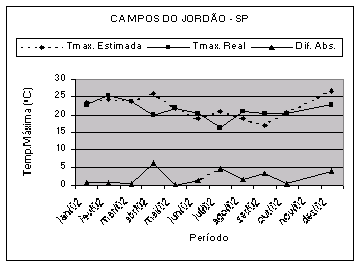 CAMPOS DO JORDÃO - SP
Tmax. Estimada Tmax. Real Dif. Abs.
Temp.Máxima (ºC)
30
25
20
15
10
5
0
jan/02 fev/02 mar/02 abr/02 mai/02 jun/02 jul/02 ago/02 set/02 out/02 nov/02 dez/02
Período